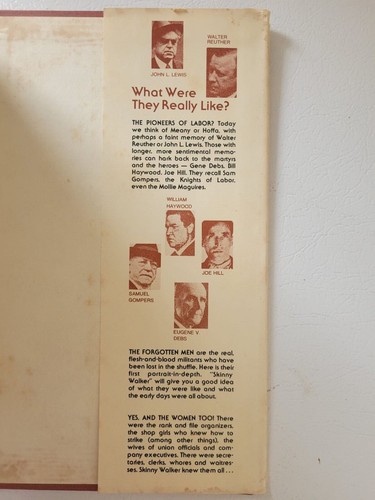 JOHN L. LEWIS
WALTER
REUTHER
What Were
They Really Like?
THE PIONEERS OF LABOR? Today
we think of Meany or Hoffa, with
perhaps a faint memory of Walter
Reuther or John L. Lewis. Those with
longer, more sentimental memo-
ries can hark back to the martyrs
and the heroes — Gene Debs, Bill
Haywood, Joe Hill. They recall Sam
Gompers, the Knights of Labor,
even the Mollie Maguires.
WILLIAM
HAYWOOD
JOE HILL
SAMUEL
GOMPERS
EUGENE V.
DEBS
THE FORGOTTEN MEN are the real,
flesh-and-blood militants who have
been lost in the shuffle. Here is their
first portrait-in-depth. "Skinny
Walker" will give you a good idea
of what they were like and what
the early days were all about.
YES, AND THE WOMEN TOO! There
were the rank and file organizers,
the shop girls who knew how to
strike (among other things), the
wives of union officials and com-
pany executives. There were secre-
taries, clerks, whores and waitres-
ses. Skinny Walker knew them all . . .